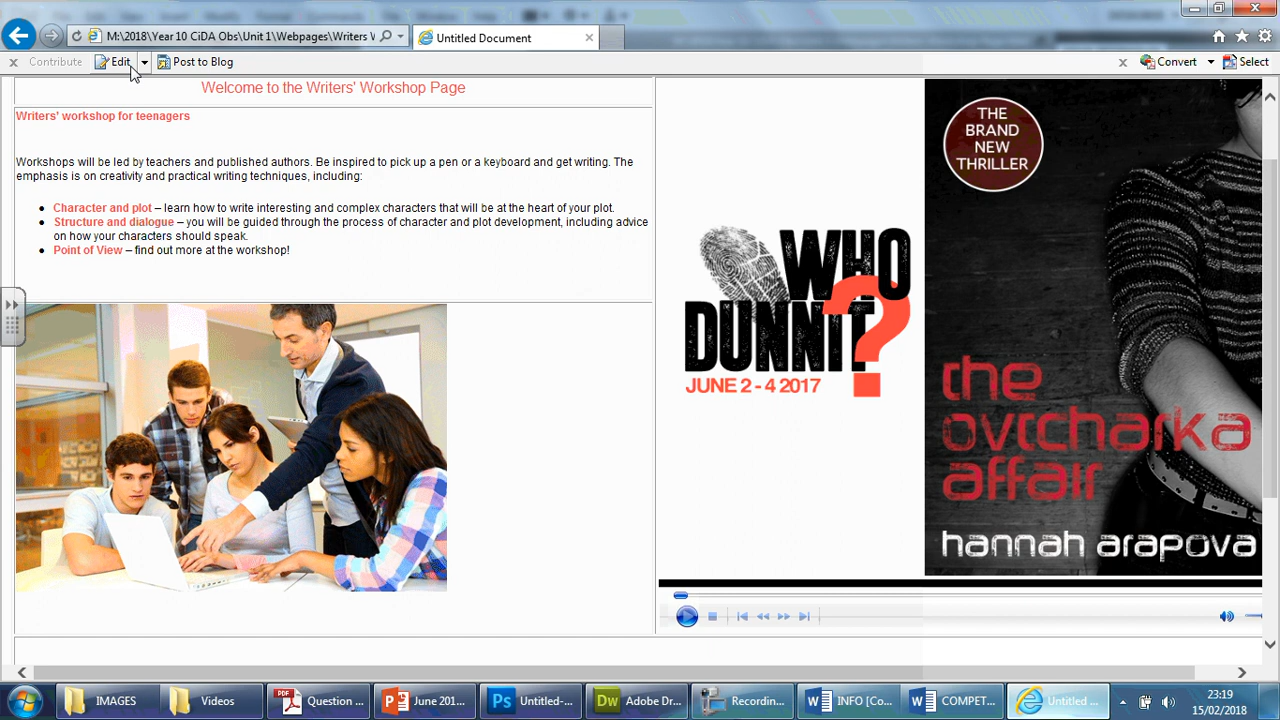 M:\2018\Year 10 CiDA Obs\Unit 1\Webpages\Writers
Untitled Document
Contribute
Edit
Post to Blog
Convert
Select
Welcome to the Writers' Workshop Page
Writers' workshop for teenagers
Workshops will be led by teachers and published authors. Be inspired to pick up a pen or a keyboard and get writing. The
emphasis is on creativity and practical writing techniques, including:
Character and plot – learn how to write interesting and complex characters that will be at the heart of your plot.
Structure and dialogue – you will be guided through the process of character and plot development, including advice
on how your characters should speak.
Point of View – find out more at the workshop!
WHO
DUNNIT?
JUNE 2 - 4 2017
THE
BRAND
NEW
THRILLER
the
ovtcharka
affair
hannah arapova
IMAGES
Videos
Question ...
June 201...
Untitled-...
Adobe Dr...
Recordin...
INFO [Co...
COMPET...
Untitled ...
23:19
15/02/2018